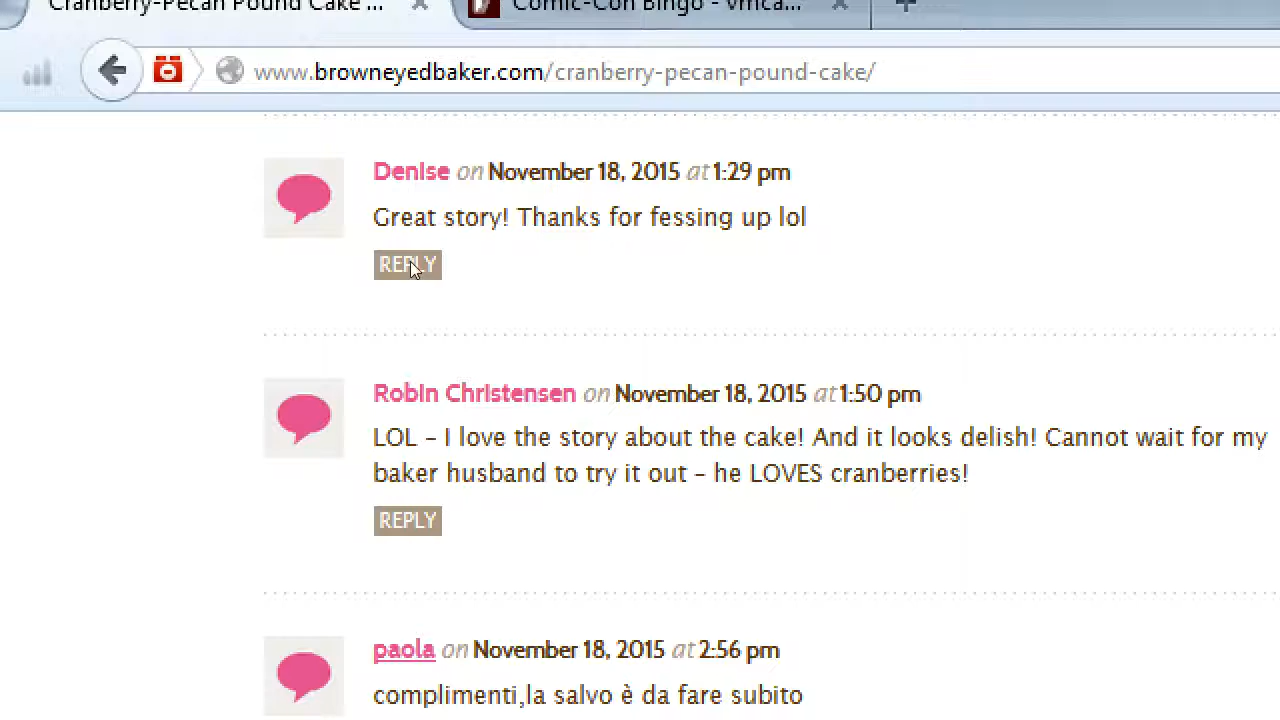 Cranberry-Pecan Pound Cake ...
Comic-Con Bingo - vmca...
www.browneyedbaker.com/cranberry-pecan-pound-cake/
Denise on November 18, 2015 at 1:29 pm
Great story! Thanks for fessing up lol
REPLY
Robin Christensen on November 18, 2015 at 1:50 pm
LOL – I love the story about the cake! And it looks delish! Cannot wait for my
baker husband to try it out – he LOVES cranberries!
REPLY
paola on November 18, 2015 at 2:56 pm
complimenti,la salvo è da fare subito